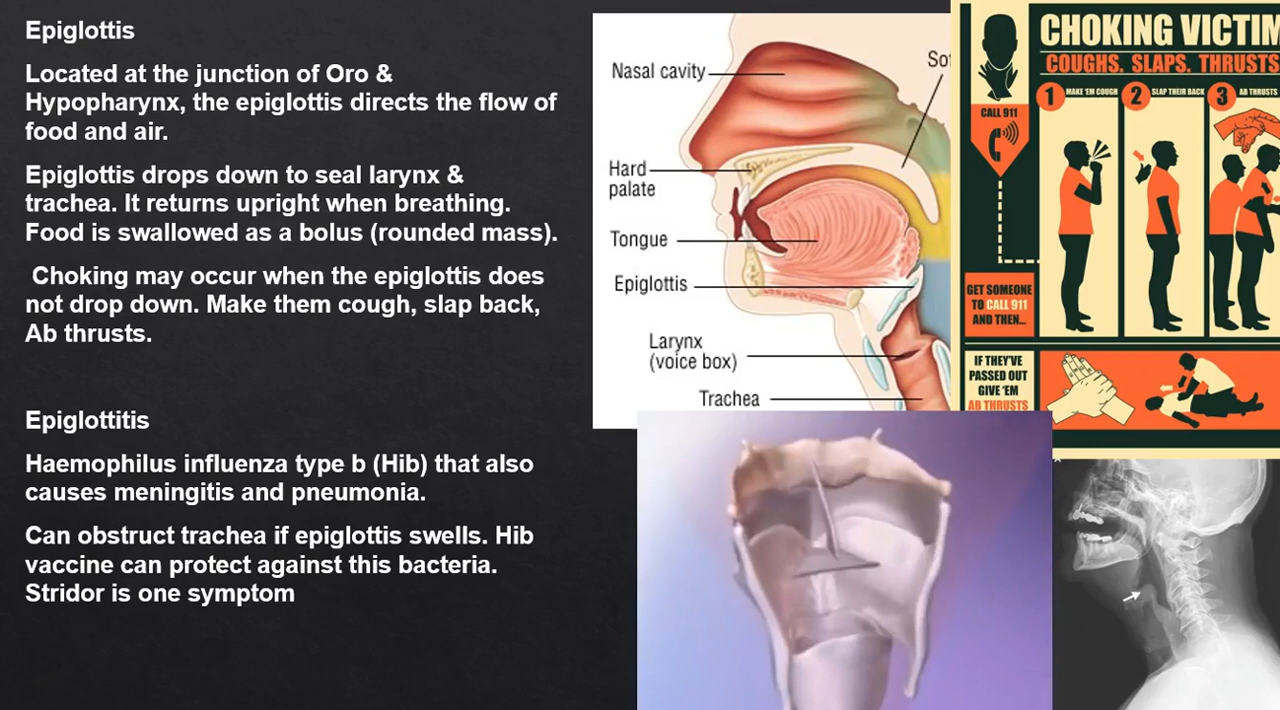 Epiglottis
Located at the junction of Oro &
Hypopharynx, the epiglottis directs the flow of
food and air.
Epiglottis drops down to seal larynx &
trachea. It returns upright when breathing.
Food is swallowed as a bolus (rounded mass).
Choking may occur when the epiglottis does
not drop down. Make them cough, slap back,
Ab thrusts.
Epiglottitis
Haemophilus influenza type b (Hib) that also
causes meningitis and pneumonia.
Can obstruct trachea if epiglottis swells. Hib
vaccine can protect against this bacteria.
Stridor is one symptom
Nasal cavity
Hard
palate
Tongue
Epiglottis
Larynx
(voice box)
Trachea
CHOKING VICTIM
COUGHS. SLAPS. THRUSTS
CALL 911
1 MAKE 'EM COUGH
2 SLAP THEIR BACK
3 AB THRUSTS
GET SOMEONE
TO CALL 911
AND THEN...
IF THEY'VE
PASSED OUT
GIVE 'EM
AB THRUSTS